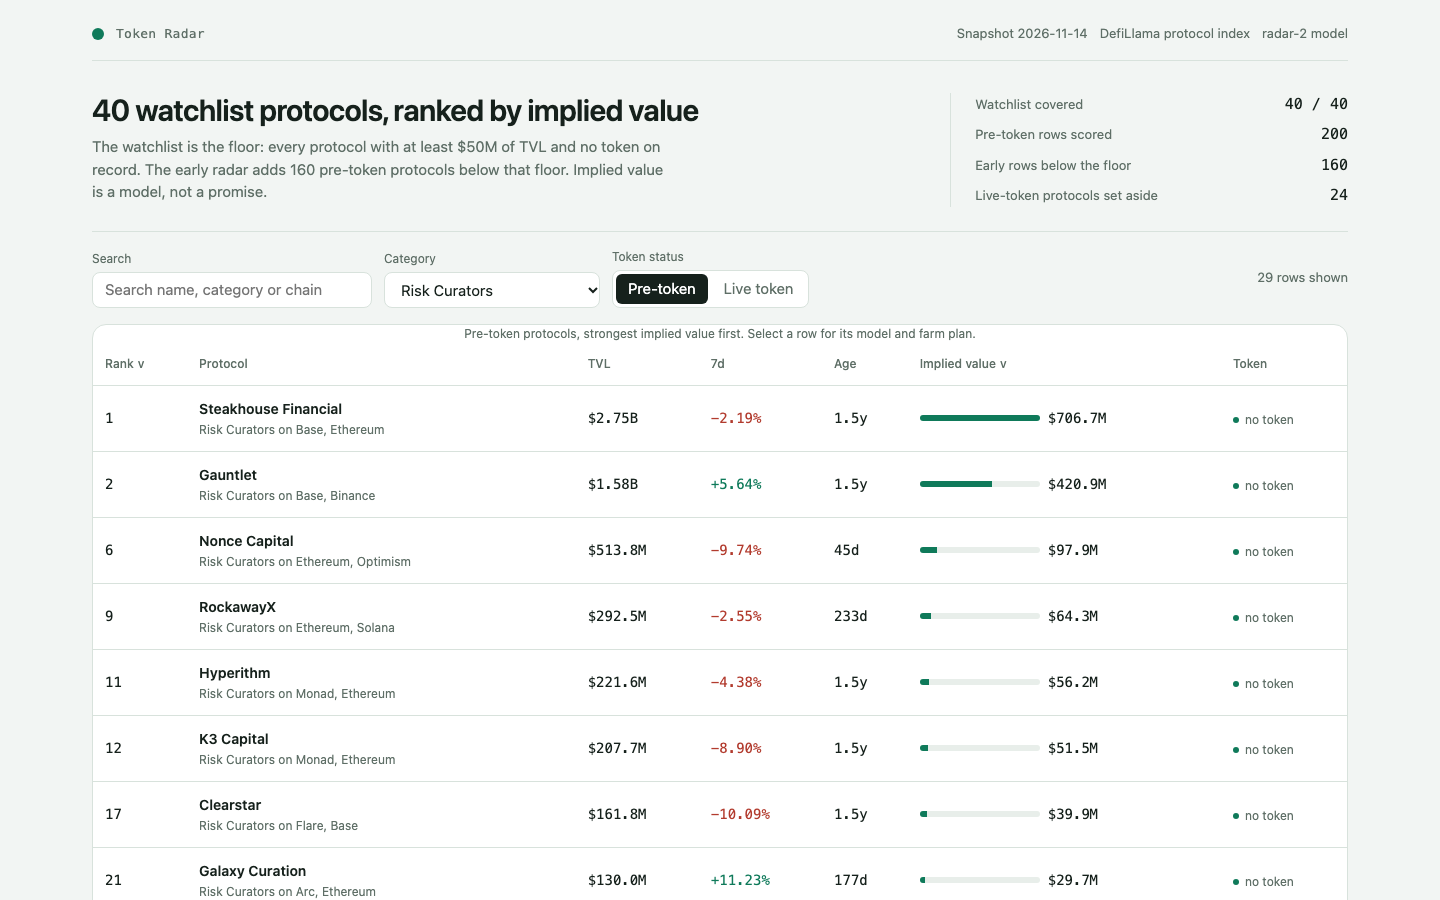 Token Radar
Snapshot 2026-11-14 DefiLlama protocol index radar-2 model
40 watchlist protocols, ranked by implied value
The watchlist is the floor: every protocol with at least $50M of TVL and no token on
record. The early radar adds 160 pre-token protocols below that floor. Implied value
is a model, not a promise.
Watchlist covered 40 / 40
Pre-token rows scored 200
Early rows below the floor 160
Live-token protocols set aside 24
Search
Search name, category or chain
Category
Risk Curators
Token status
Pre-token Live token
29 rows shown
Pre-token protocols, strongest implied value first. Select a row for its model and farm plan.
Rank v Protocol TVL 7d Age Implied value v Token
1 Steakhouse Financial $2.75B −2.19% 1.5y $706.7M no token
Risk Curators on Base, Ethereum
2 Gauntlet $1.58B +5.64% 1.5y $420.9M no token
Risk Curators on Base, Binance
6 Nonce Capital $513.8M −9.74% 45d $97.9M no token
Risk Curators on Ethereum, Optimism
9 RockawayX $292.5M −2.55% 233d $64.3M no token
Risk Curators on Ethereum, Solana
11 Hyperithm $221.6M −4.38% 1.5y $56.2M no token
Risk Curators on Monad, Ethereum
12 K3 Capital $207.7M −8.90% 1.5y $51.5M no token
Risk Curators on Monad, Ethereum
17 Clearstar $161.8M −10.09% 1.5y $39.9M no token
Risk Curators on Flare, Base
21 Galaxy Curation $130.0M +11.23% 177d $29.7M no token
Risk Curators on Arc, Ethereum